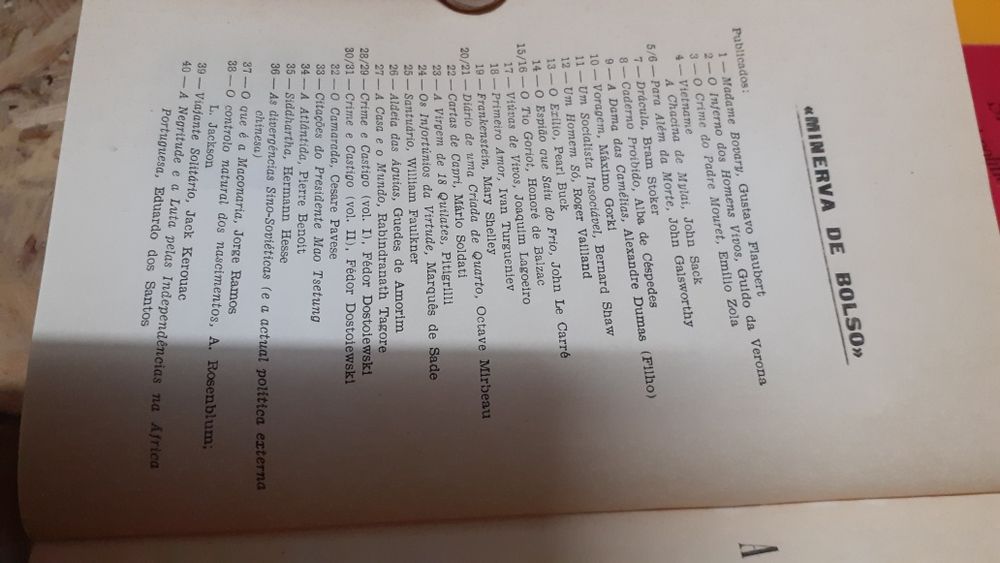 «MINERVA DE BOLSO»
Publicados:
1 — Madame Bovary, Gustavo Flaubert
2 — O Inferno dos Homens Vivos, Guido da Verona
3 — O Crime do Padre Mouret, Emílio Zola
4 — Vietname
A Chacina de Mylai, John Sack
5/6 — Para Além da Morte, John Galsworthy
7 — Drácula, Bram Stoker
8 — Caderno Proibido, Alba de Céspedes
9 — A Dama das Camélias, Alexandre Dumas (Filho)
10 — Voragem, Máximo Gorki
11 — Um Socialista Insociável, Bernard Shaw
12 — Um Homem Só, Roger Vailland
13 — O Exílio, Pearl Buck
14 — O Espião que Saiu do Frio, John Le Carré
15/16 — O Tio Goriot, Honoré de Balzac
17 — Viúvas de Vivos, Joaquim Lagoeiro
18 — Primeiro Amor, Ivan Turgueniev
19 — Frankenstein, Mary Shelley
20/21 — Diário de uma Criada de Quarto, Octave Mirbeau
22 — Cartas de Capri, Mário Soldati
23 — A Virgem de 18 Quilates, Pitigrilli
24 — Os Infortúnios da Virtude, Marquês de Sade
25 — Santuário, William Faulkner
26 — Aldeia das Águias, Guedes de Amorim
27 — A Casa e o Mundo, Rabindranath Tagore
28/29 — Crime e Castigo (vol. I), Fédor Dostoiewski
30/31 — Crime e Castigo (vol. II), Fédor Dostoiewski
32 — O Camarada, Cesare Pavese
33 — Citações do Presidente Mao Tsetung
34 — A Atlântida, Pierre Benoit
35 — Siddhartha, Hermann Hesse
36 — As divergências Sino-Soviéticas (e a actual política externa
chinesa)
37 — O que é a Maçonaria, Jorge Ramos
38 — O controlo natural dos nascimentos, A. Rosenblum;
L. Jackson
39 — Viajante Solitário, Jack Kerouac
40 — A Negritude e a Luta pelas Independências na África
Portuguesa, Eduardo dos Santos
A